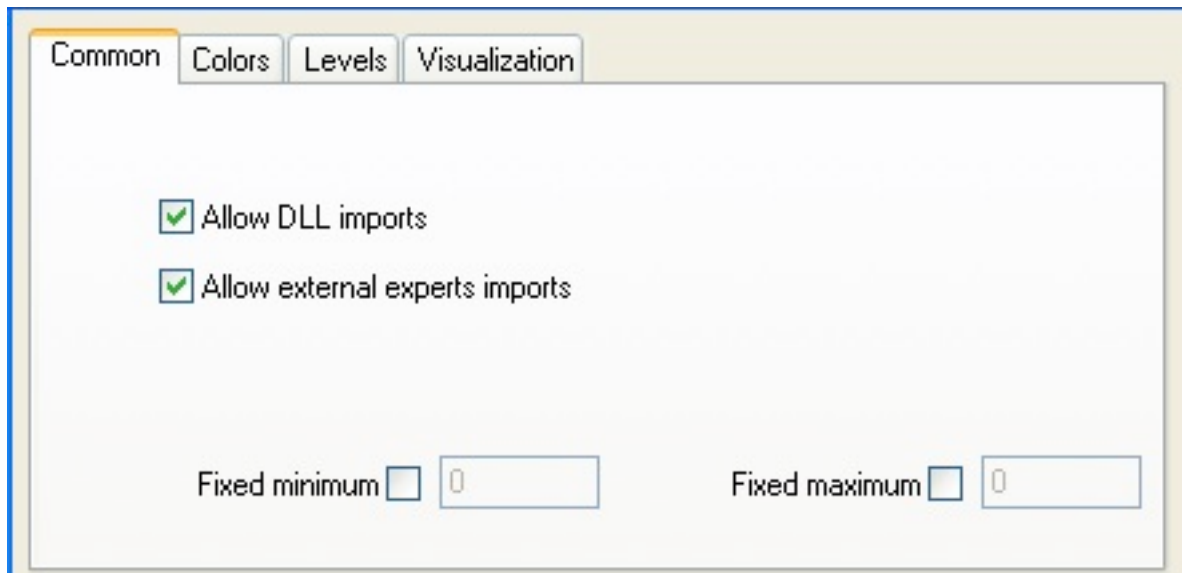 Common Colors Levels Visualization
Allow DLL imports
Allow external experts imports
Fixed minimum 0 Fixed maximum 0